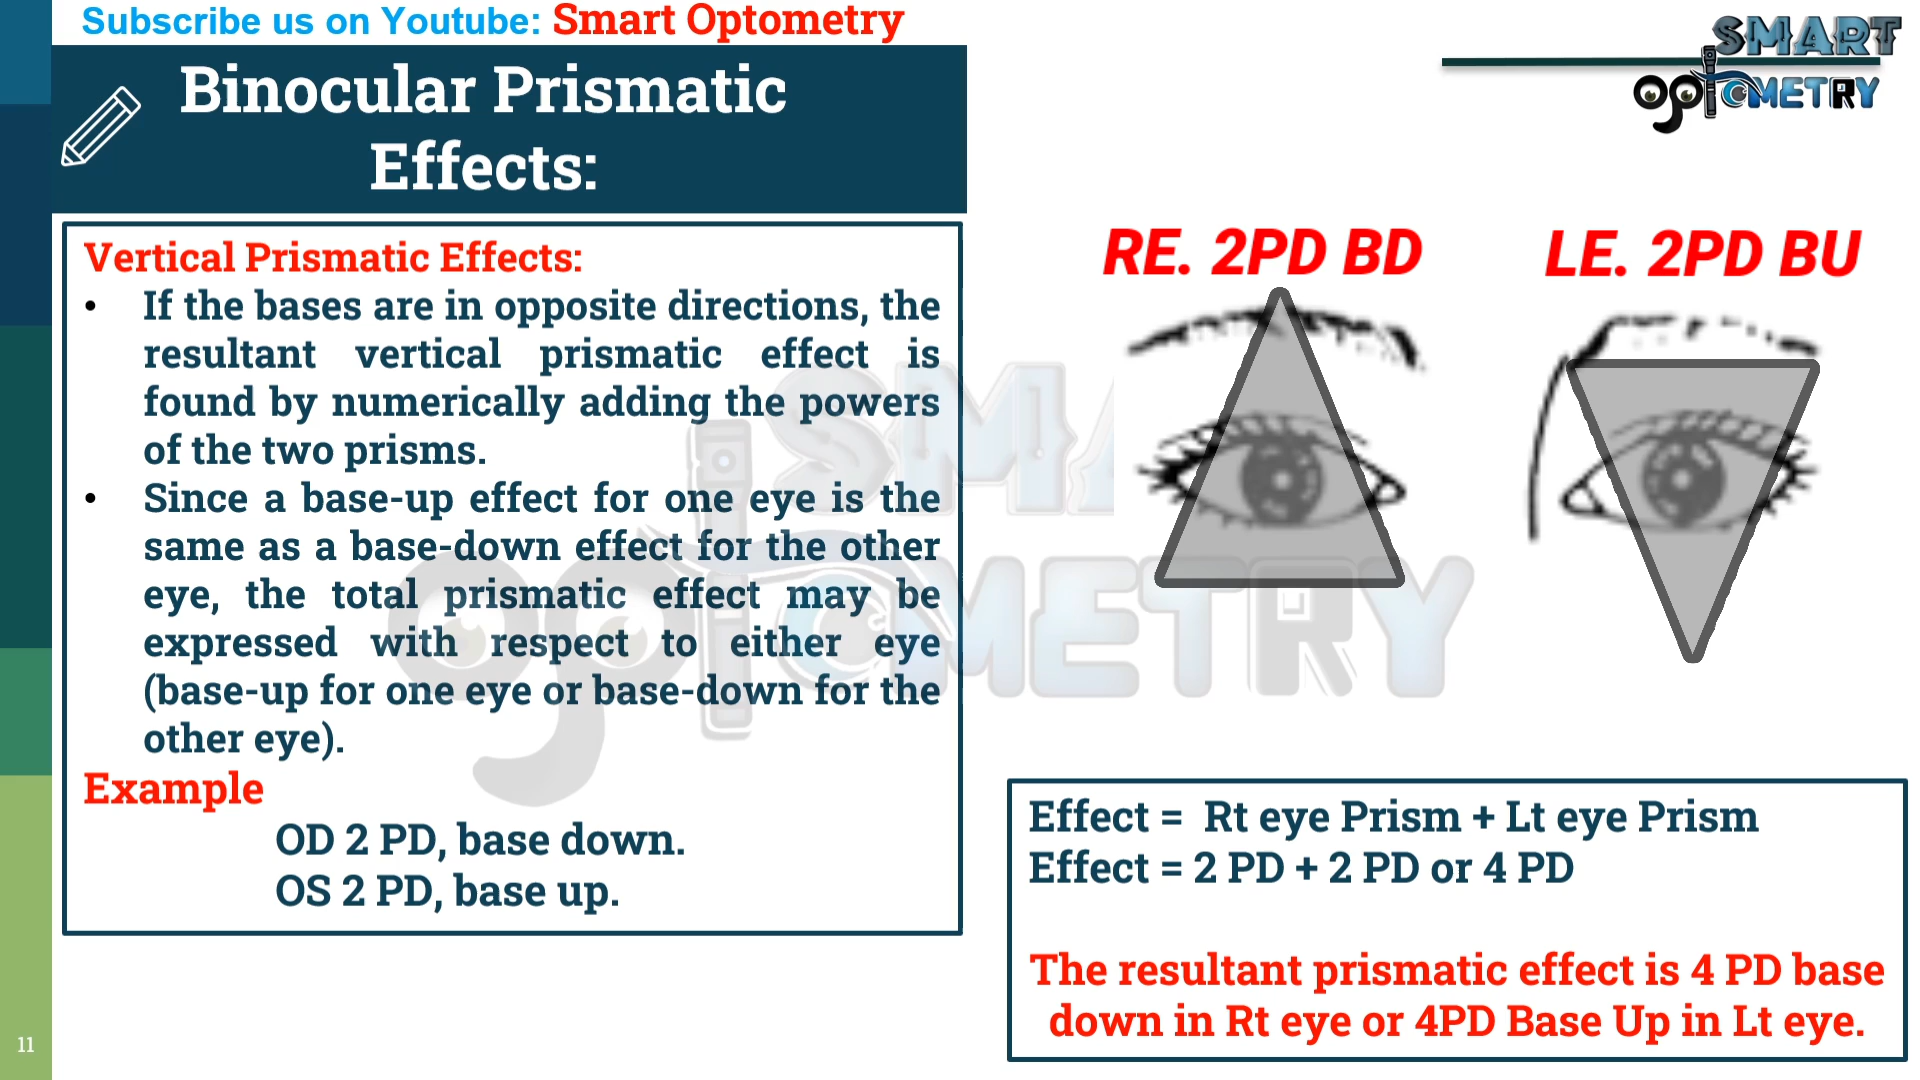 Subscribe us on Youtube: Smart Optometry
SMART
OPTOMETRY
Binocular Prismatic
Effects:
Vertical Prismatic Effects:
• If the bases are in opposite directions, the
resultant vertical prismatic effect is
found by numerically adding the powers
of the two prisms.
• Since a base-up effect for one eye is the
same as a base-down effect for the other
eye, the total prismatic effect may be
expressed with respect to either eye
(base-up for one eye or base-down for the
other eye).
Example
OD 2 PD, base down.
OS 2 PD, base up.
RE. 2PD BD
LE. 2PD BU
SMA
OPTOMETRY
Effect = Rt eye Prism + Lt eye Prism
Effect = 2 PD + 2 PD or 4 PD
The resultant prismatic effect is 4 PD base
down in Rt eye or 4PD Base Up in Lt eye.
11